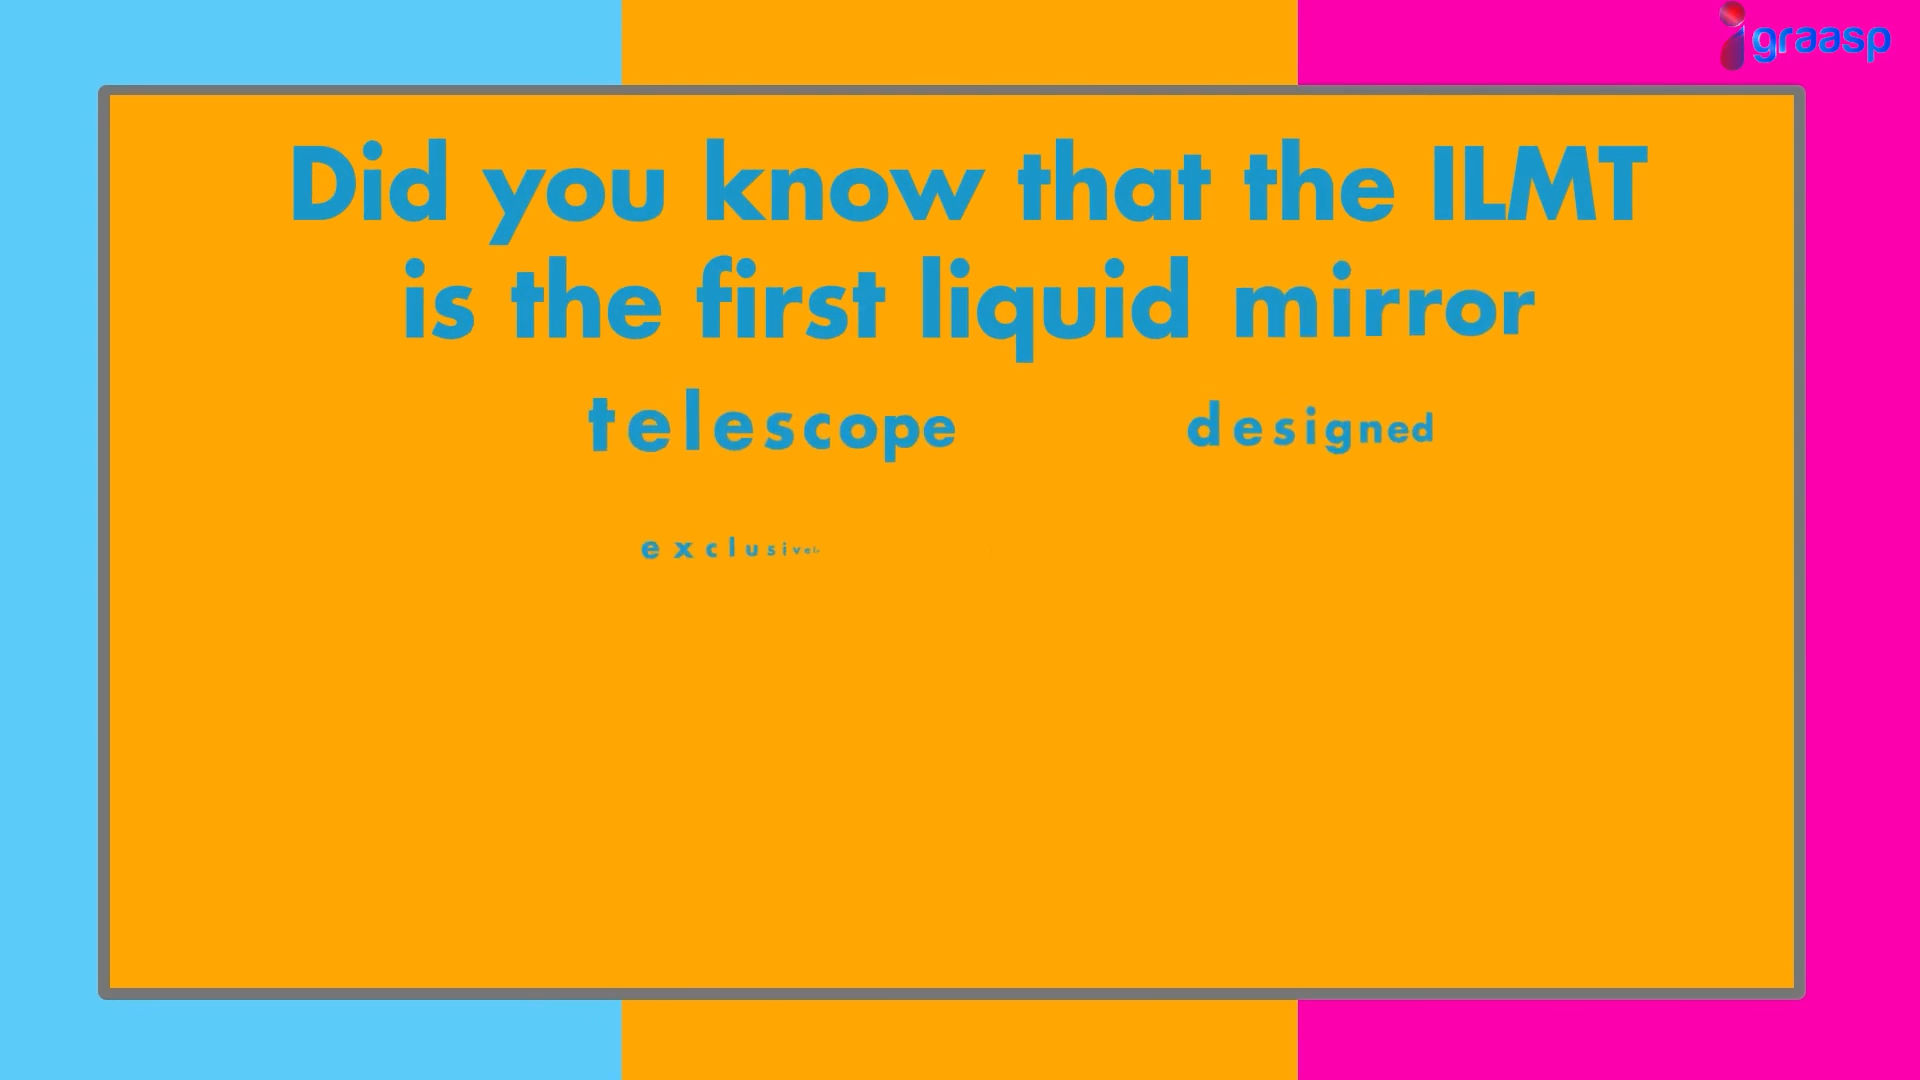 igraasp
Did you know that the ILMT
is the first liquid mirror
telescope designed
exclusively